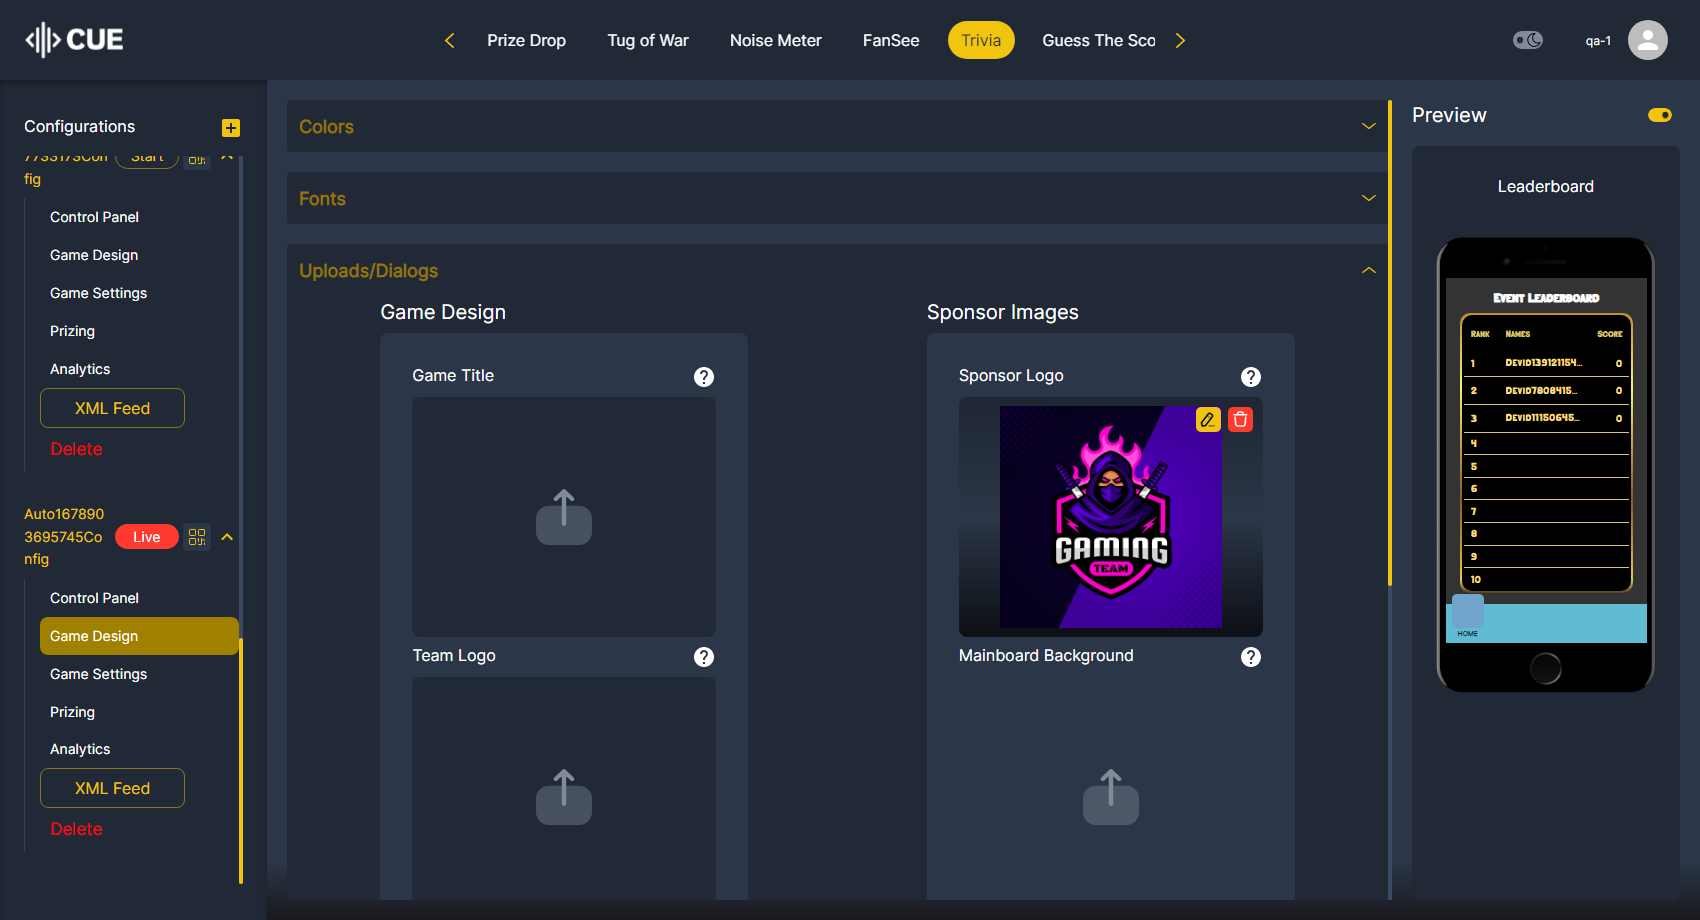 CUE
Prize Drop
Tug of War
Noise Meter
FanSee
Trivia
Guess The Sco
qa-1
Configurations
Start
fig
Control Panel
Game Design
Game Settings
Prizing
Analytics
XML Feed
Delete
Auto167890
3695745Co
nfig
Live
Control Panel
Game Design
Game Settings
Prizing
Analytics
XML Feed
Delete
Colors
Fonts
Uploads/Dialogs
Game Design
Game Title
Team Logo
Sponsor Images
Sponsor Logo
GAMING
TEAM
Mainboard Background
Preview
Leaderboard
Event Leaderboard
Rank Names Score
1 Devid139121154... 0
2 Devid7808415... 0
3 Devid11150645... 0
4
5
6
7
8
9
10
HOME